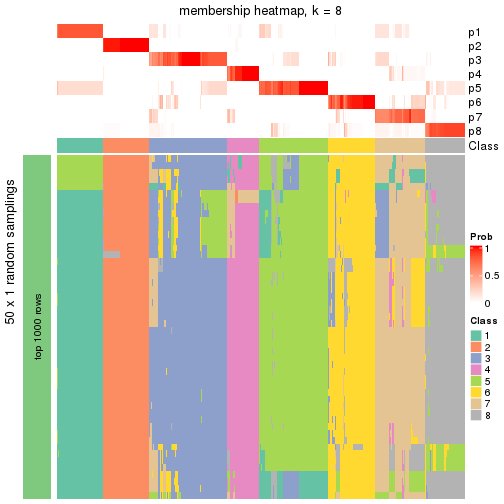 membership heatmap, k = 8
p1
p2
p3
p4
p5
p6
p7
p8
Class
50 x 1 random samplings
top 1000 rows
Prob
1
0.5
0
Class
1
2
3
4
5
6
7
8